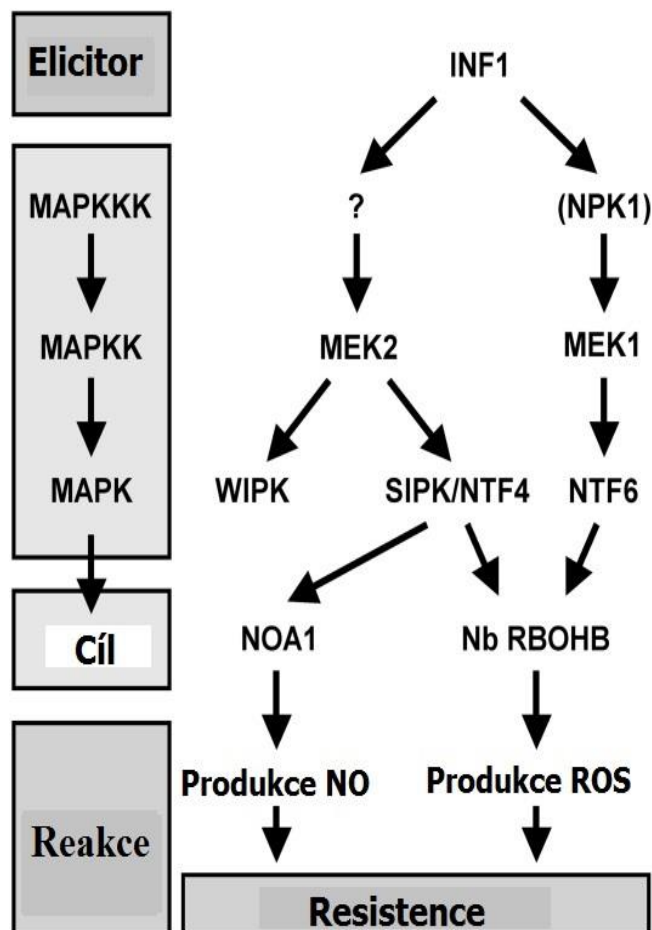 Elicitor
INF1
MAPKKK
?
(NPK1)
MAPKK
MEK2
MEK1
MAPK
WIPK
SIPK/NTF4
NTF6
Cíl
NOA1
Nb RBOHB
Produkce NO
Produkce ROS
Reakce
Resistence